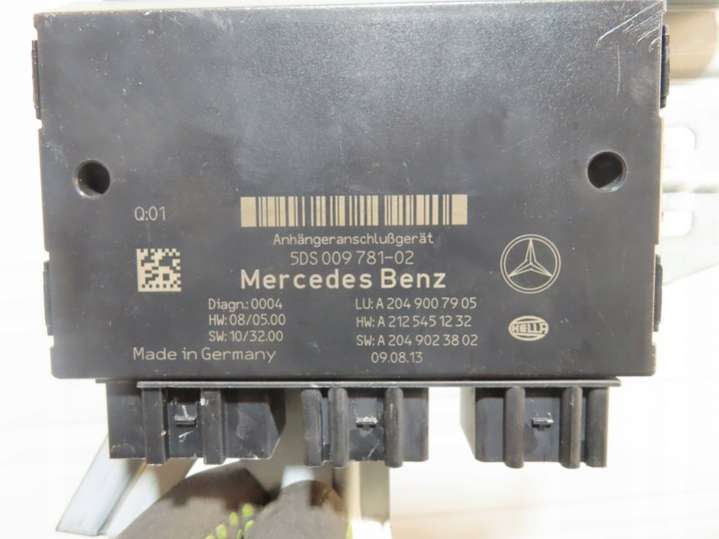 Q:01
Anhängeranschlußgerät
5DS 009 781-02
Mercedes Benz
Diagn.:0004
HW: 08/05.00
SW: 10/32.00
LU: A 204 900 79 05
HW: A 212 545 12 32
SW: A 204 902 38 02
09.08.13
Made in Germany
HELLA